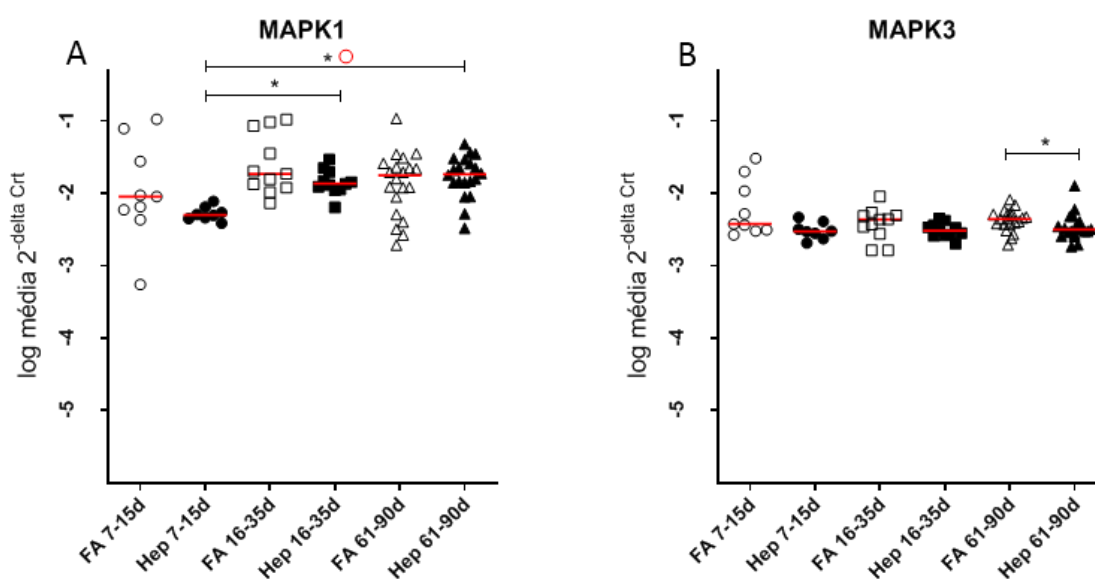 A
MAPK1
*
*
log média 2^-delta Crt
-1
-2
-3
-4
-5
FA 7-15d
Hep 7-15d
FA 16-35d
Hep 16-35d
FA 61-90d
Hep 61-90d
B
MAPK3
*
log média 2^-delta Crt
-1
-2
-3
-4
-5
FA 7-15d
Hep 7-15d
FA 16-35d
Hep 16-35d
FA 61-90d
Hep 61-90d